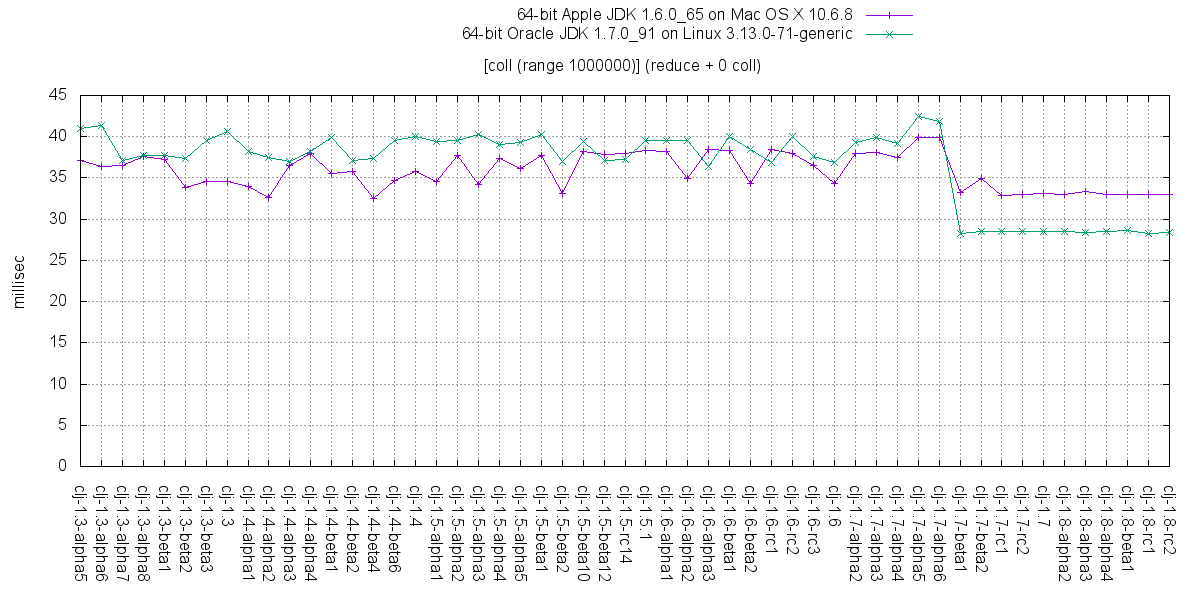 64-bit Apple JDK 1.6.0_65 on Mac OS X 10.6.8
64-bit Oracle JDK 1.7.0_91 on Linux 3.13.0-71-generic
[coll (range 1000000)] (reduce + 0 coll)
45
40
35
30
25
20
15
10
5
0
millisec
clj-1.3-alpha5
clj-1.3-alpha6
clj-1.3-alpha7
clj-1.3-alpha8
clj-1.3-beta1
clj-1.3-beta2
clj-1.3-beta3
clj-1.3
clj-1.4-alpha1
clj-1.4-alpha2
clj-1.4-alpha3
clj-1.4-alpha4
clj-1.4-beta1
clj-1.4-beta2
clj-1.4-beta4
clj-1.4-beta6
clj-1.4
clj-1.5-alpha1
clj-1.5-alpha2
clj-1.5-alpha3
clj-1.5-alpha4
clj-1.5-alpha5
clj-1.5-beta1
clj-1.5-beta2
clj-1.5-beta10
clj-1.5-beta12
clj-1.5-rc14
clj-1.5.1
clj-1.6-alpha1
clj-1.6-alpha2
clj-1.6-alpha3
clj-1.6-beta1
clj-1.6-beta2
clj-1.6-rc1
clj-1.6-rc2
clj-1.6-rc3
clj-1.6
clj-1.7-alpha2
clj-1.7-alpha3
clj-1.7-alpha4
clj-1.7-alpha5
clj-1.7-alpha6
clj-1.7-beta1
clj-1.7-beta2
clj-1.7-rc1
clj-1.7-rc2
clj-1.7
clj-1.8-alpha2
clj-1.8-alpha3
clj-1.8-alpha4
clj-1.8-beta1
clj-1.8-rc1
clj-1.8-rc2